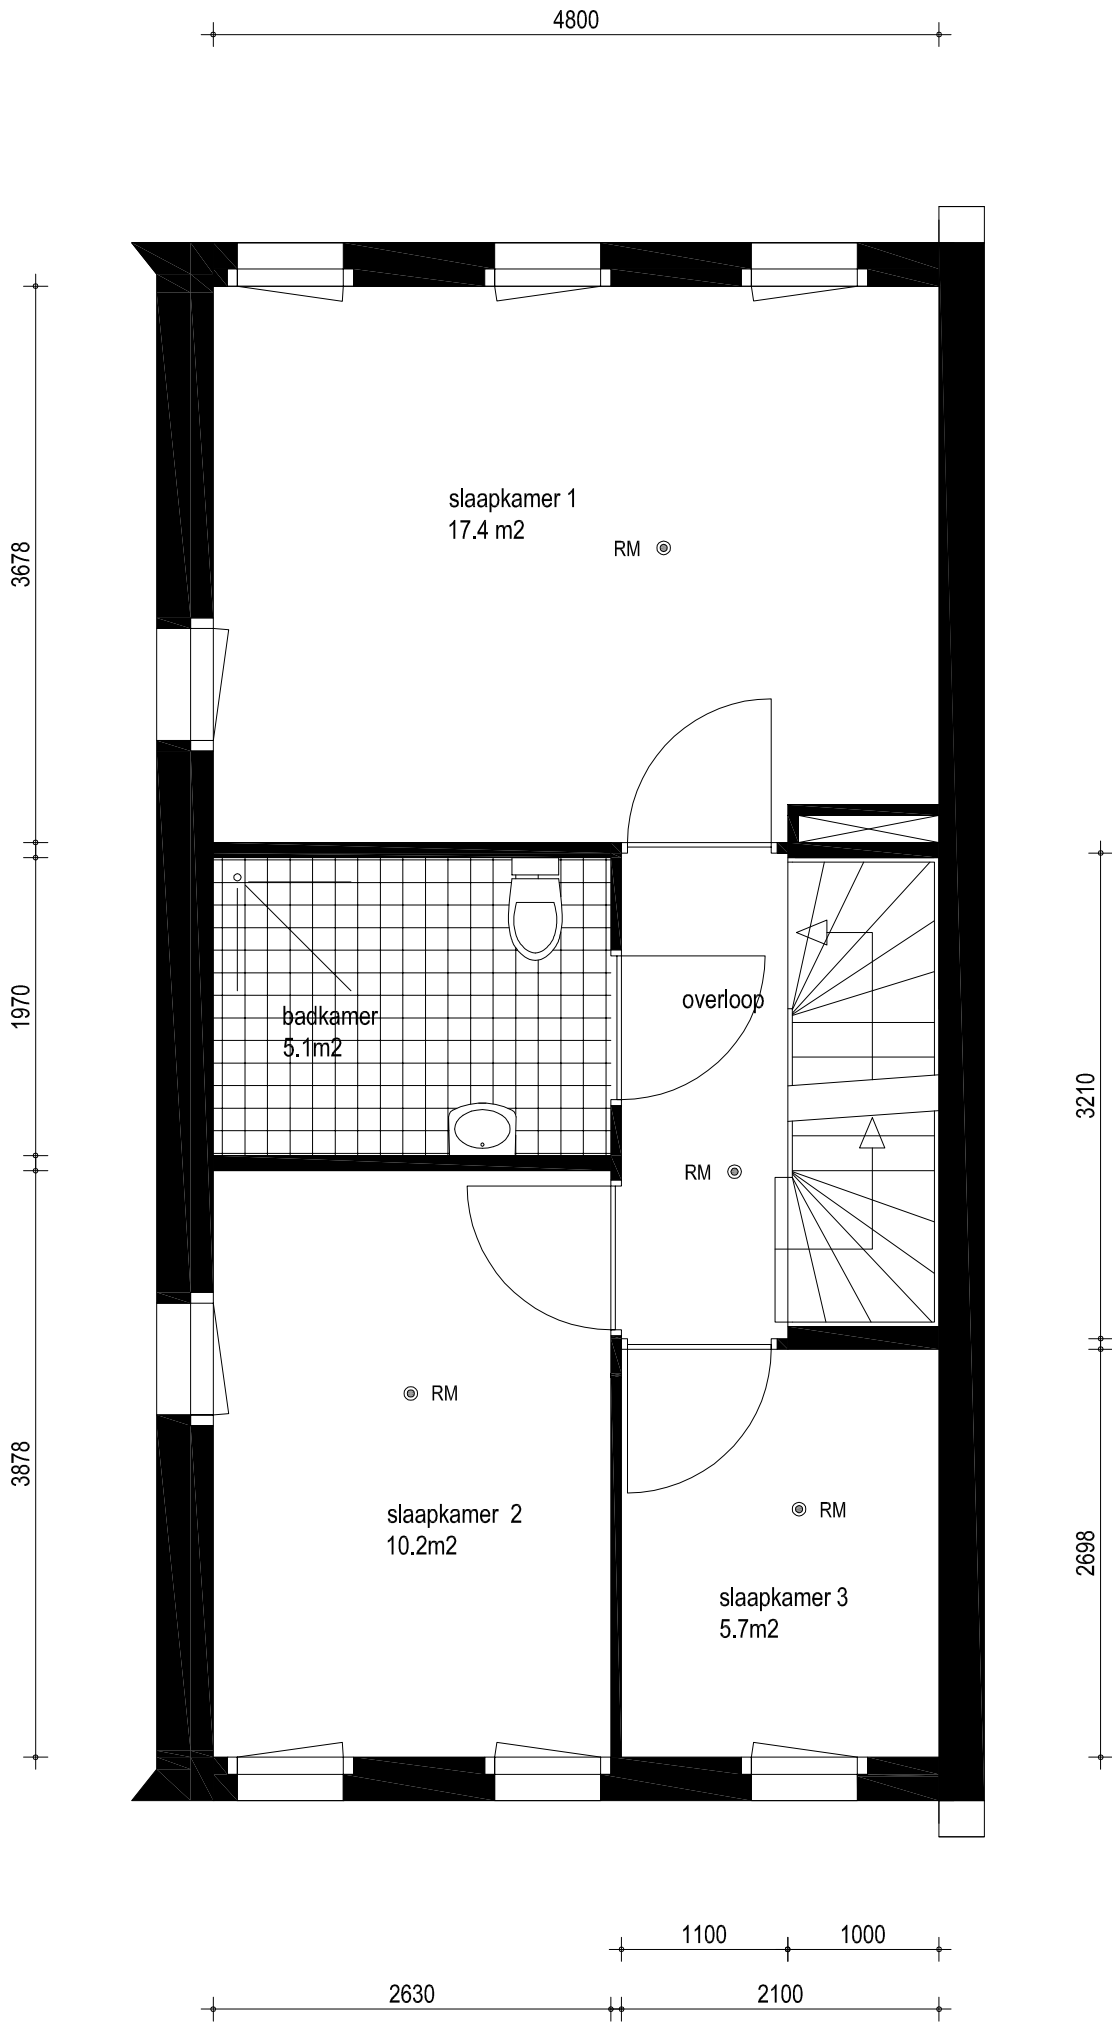 4800
slaapkamer 1
17.4 m2
RM
3678
badkamer
5.1m2
overloop
1970
RM
3210
RM
slaapkamer 2
10.2m2
3878
RM
slaapkamer 3
5.7m2
2698
1100
1000
2630
2100